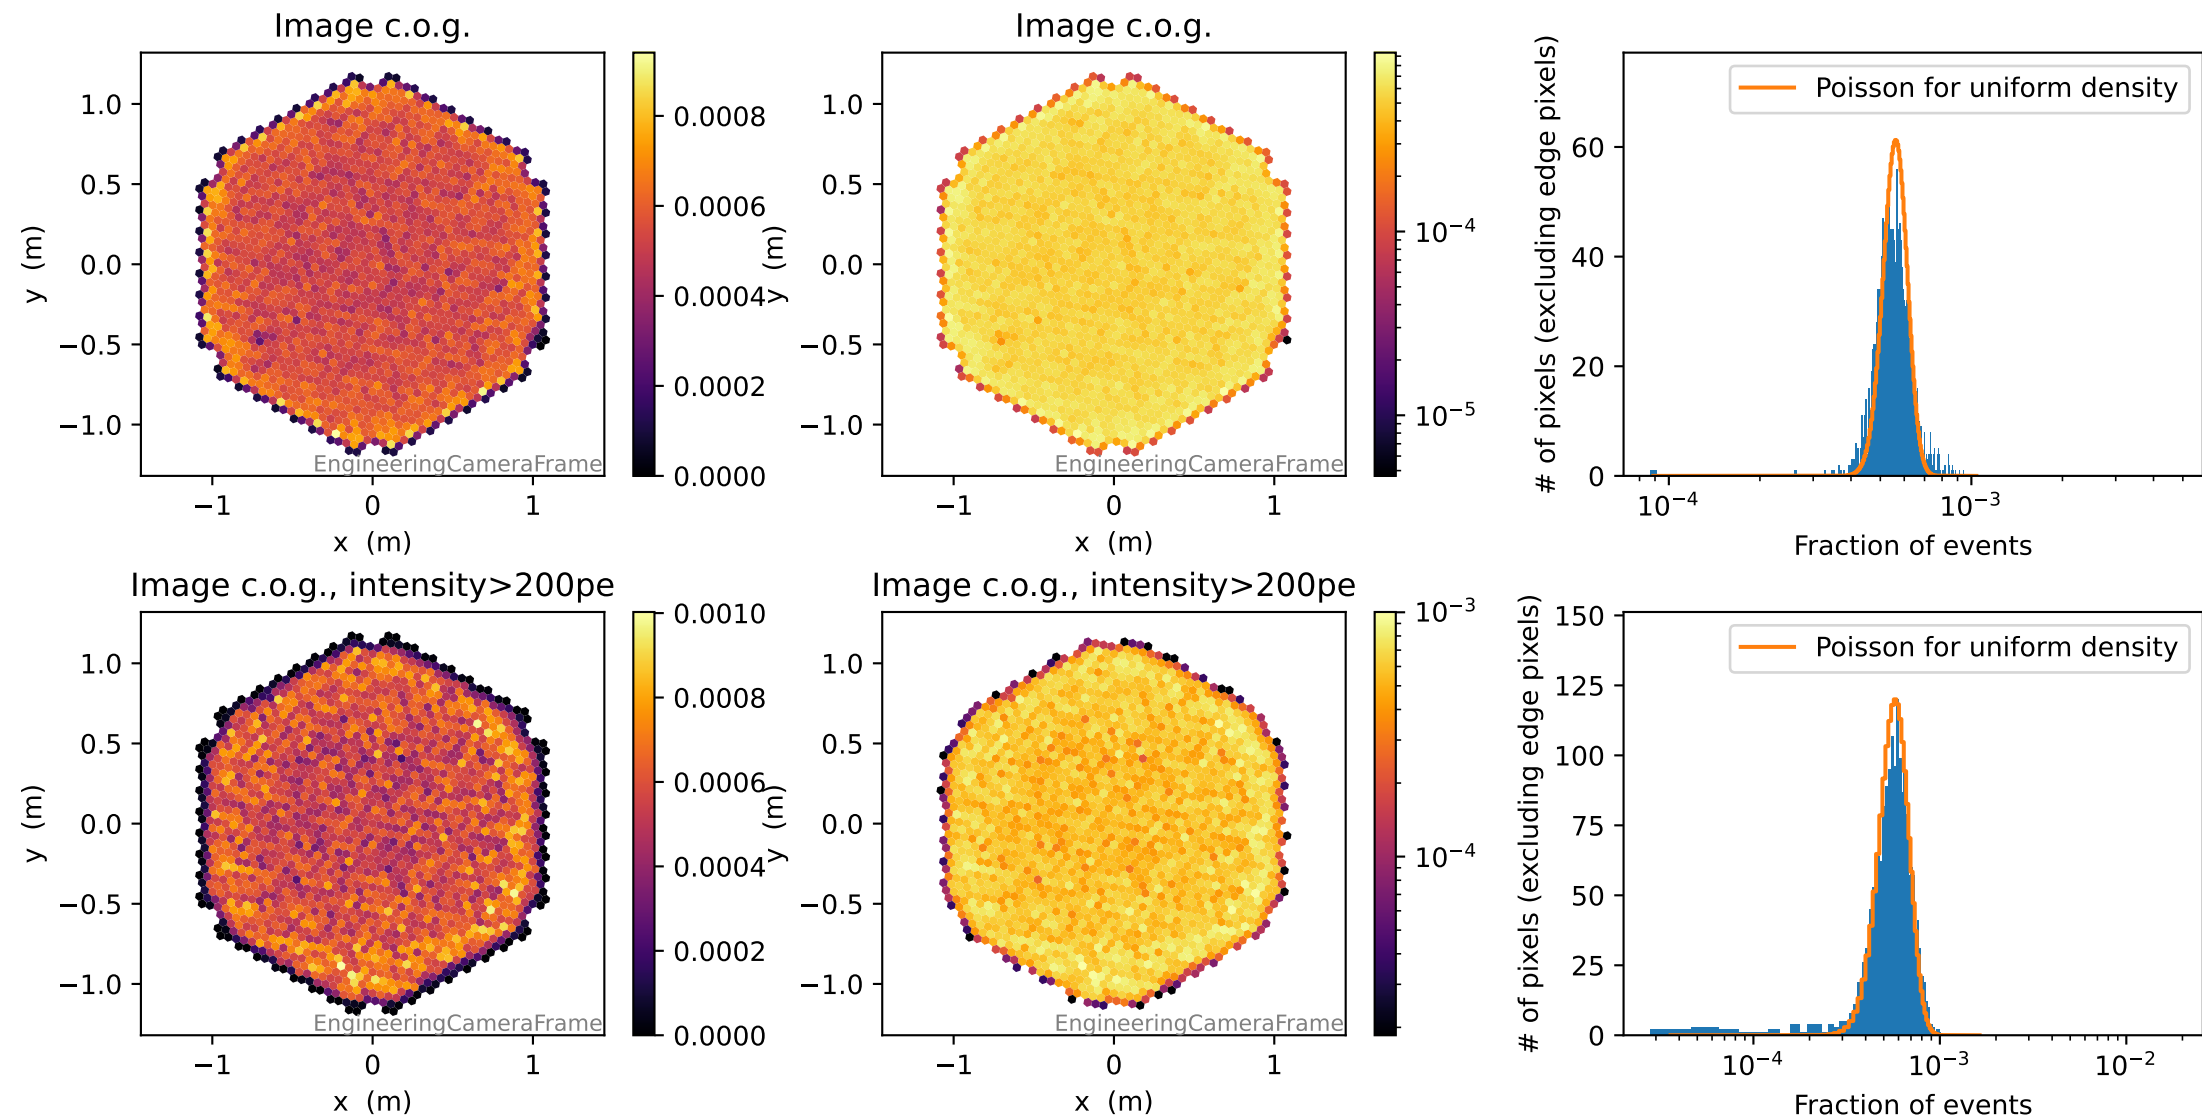 Image c.o.g.
1.0
0.5
0.0
−0.5
−1.0
y (m)
EngineeringCameraFrame
−1
0
1
x (m)
0.0008
0.0006
0.0004
0.0002
0.0000
Image c.o.g.
1.0
0.5
0.0
−0.5
−1.0
y (m)
EngineeringCameraFrame
−1
0
1
x (m)
10⁻⁴
10⁻⁵
Poisson for uniform density
60
40
20
0
# of pixels (excluding edge pixels)
10⁻⁴
10⁻³
Fraction of events
Image c.o.g., intensity>200pe
1.0
0.5
0.0
−0.5
−1.0
y (m)
EngineeringCameraFrame
−1
0
1
x (m)
0.0010
0.0008
0.0006
0.0004
0.0002
0.0000
Image c.o.g., intensity>200pe
1.0
0.5
0.0
−0.5
−1.0
y (m)
EngineeringCameraFrame
−1
0
1
x (m)
10⁻³
10⁻⁴
Poisson for uniform density
150
125
100
75
50
25
0
# of pixels (excluding edge pixels)
10⁻⁴
10⁻³
10⁻²
Fraction of events